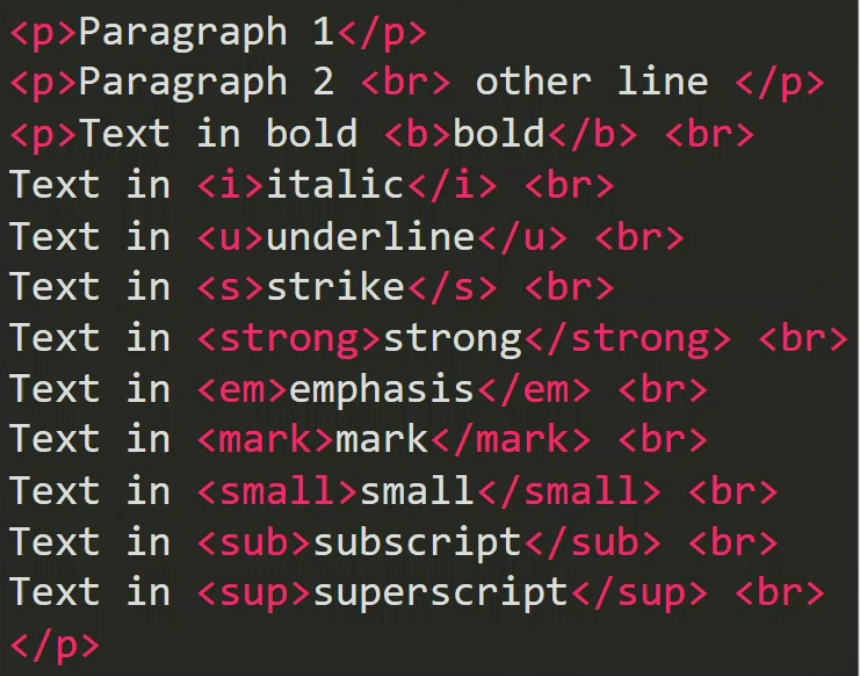 <p>Paragraph 1</p>
<p>Paragraph 2 <br> other line </p>
<p>Text in bold <b>bold</b> <br>
Text in <i>italic</i> <br>
Text in <u>underline</u> <br>
Text in <s>strike</s> <br>
Text in <strong>strong</strong> <br>
Text in <em>emphasis</em> <br>
Text in <mark>mark</mark> <br>
Text in <small>small</small> <br>
Text in <sub>subscript</sub> <br>
Text in <sup>superscript</sup> <br>
</p>